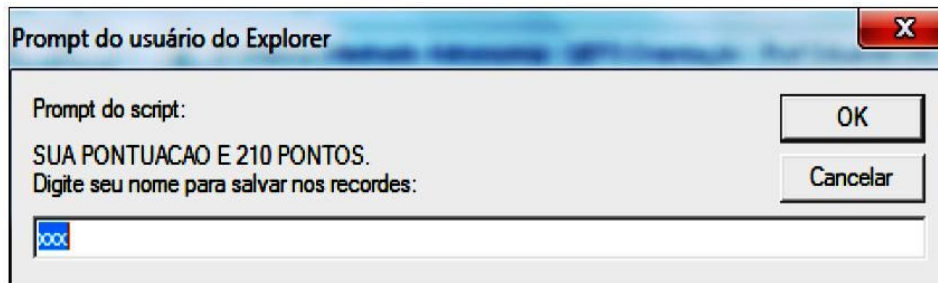 Prompt do usuário do Explorer
X
Prompt do script:
OK
SUA PONTUACAO E 210 PONTOS.
Digite seu nome para salvar nos recordes:
Cancelar
xxx